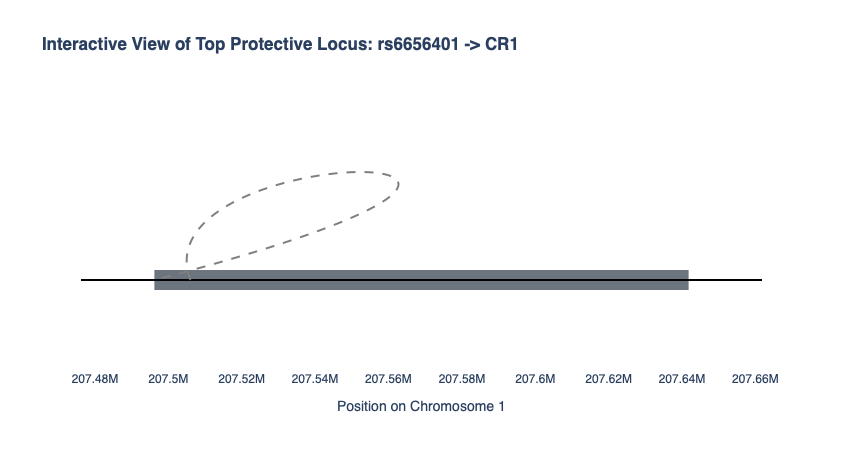 Interactive View of Top Protective Locus: rs6656401 -> CR1
207.48M 207.5M 207.52M 207.54M 207.56M 207.58M 207.6M 207.62M 207.64M 207.66M
Position on Chromosome 1